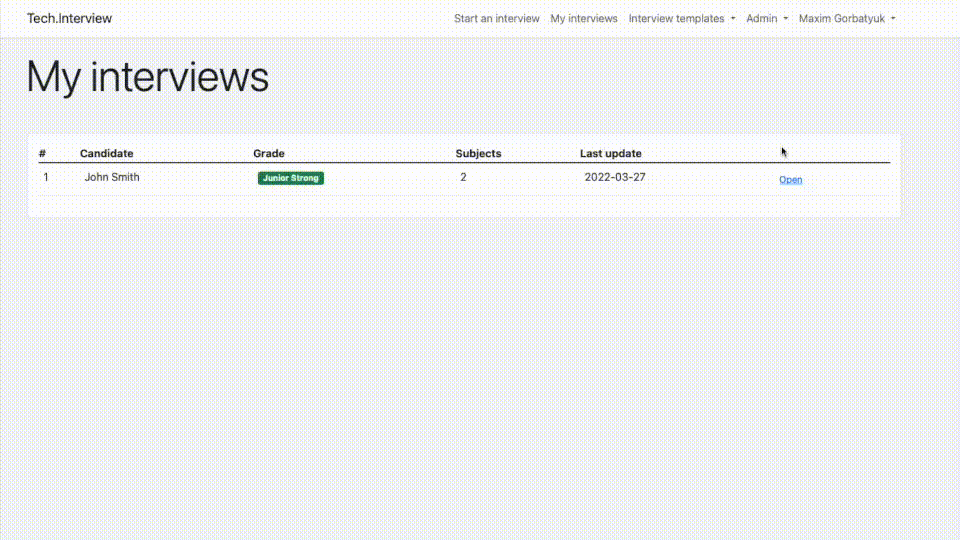 Tech.Interview Start an interview My interviews Interview templates Admin Maxim Gorbatyuk
My interviews
# Candidate Grade Subjects Last update
1 John Smith Junior Strong 2 2022-03-27 Open